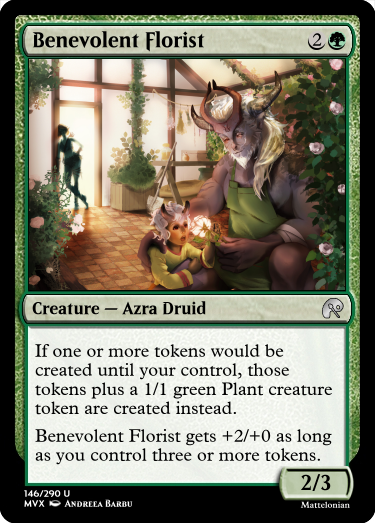 Benevolent Florist 2
Creature — Azra Druid
If one or more tokens would be
created until your control, those
tokens plus a 1/1 green Plant creature
token are created instead.
Benevolent Florist gets +2/+0 as long
as you control three or more tokens.
2/3
146/290 U
MVX Andreea Barbu
Mattelonian